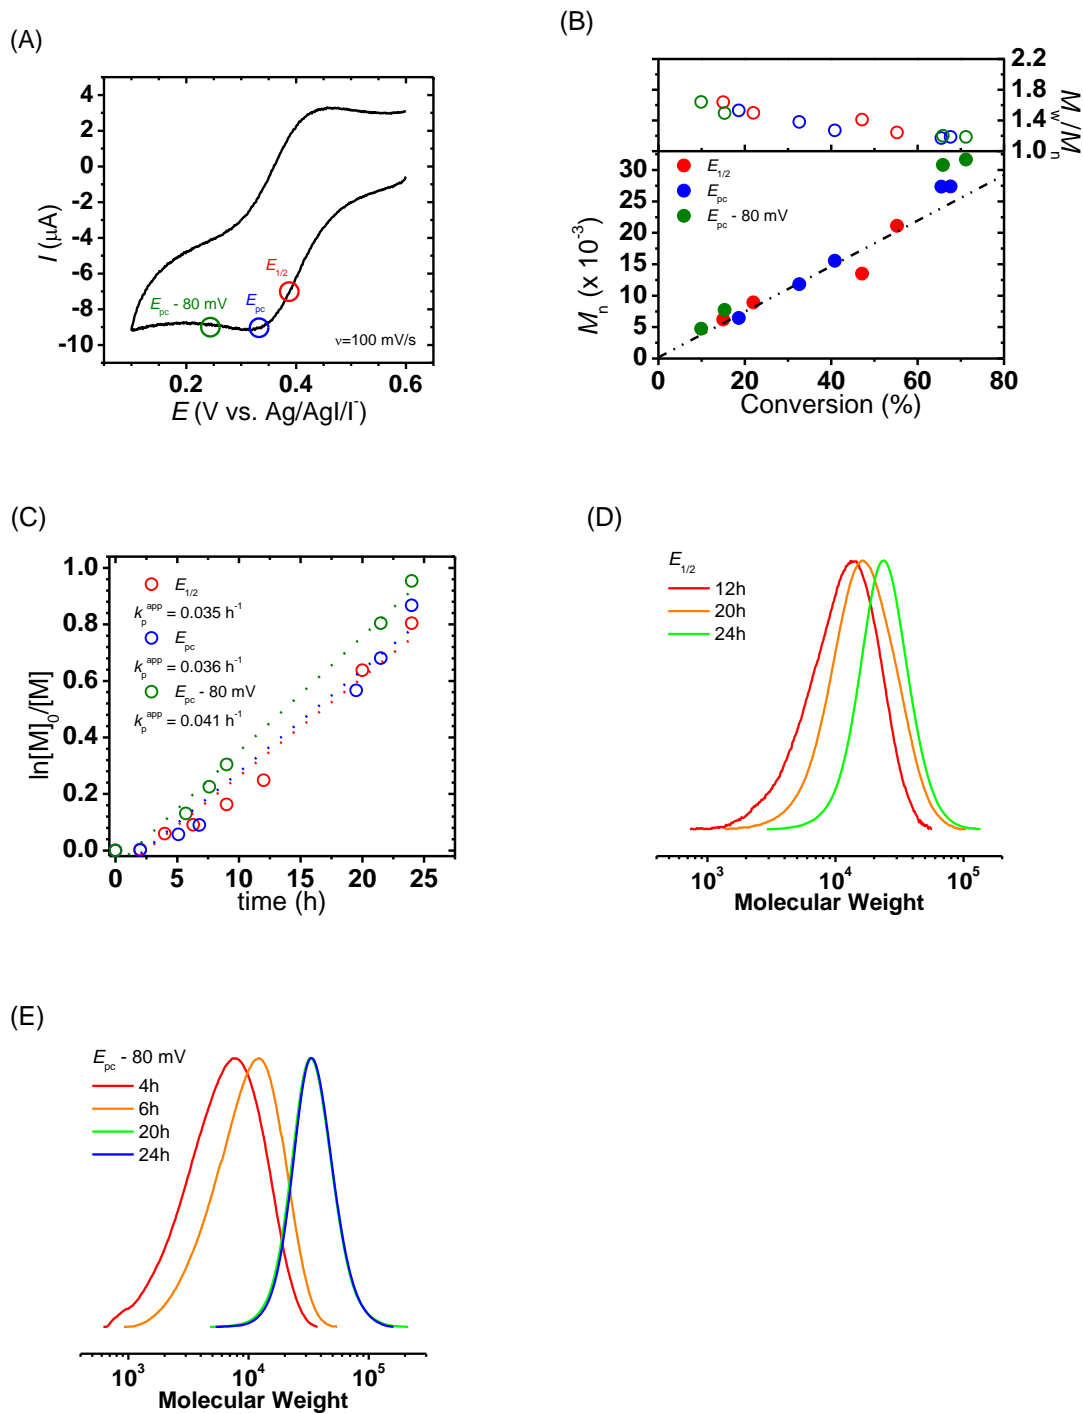 (A)
4
2
0
-2
-4
-6
-8
-10
I (μA)
E1/2
Epc - 80 mV
Epc
ν=100 mV/s
0.2
0.4
0.6
E (V vs. Ag/AgI/I-)
(B)
2.2
1.8
1.4
1.0
Mw/Mn
E1/2
Epc
Epc - 80 mV
30
25
20
15
10
5
0
Mn (x 10-3)
0
20
40
60
80
Conversion (%)
(C)
1.0
0.8
0.6
0.4
0.2
0.0
ln[M]0/[M]
E1/2
kpapp = 0.035 h-1
Epc
kpapp = 0.036 h-1
Epc - 80 mV
kpapp = 0.041 h-1
0
5
10
15
20
25
time (h)
(D)
E1/2
12h
20h
24h
103
104
105
Molecular Weight
(E)
Epc - 80 mV
4h
6h
20h
24h
103
104
105
Molecular Weight